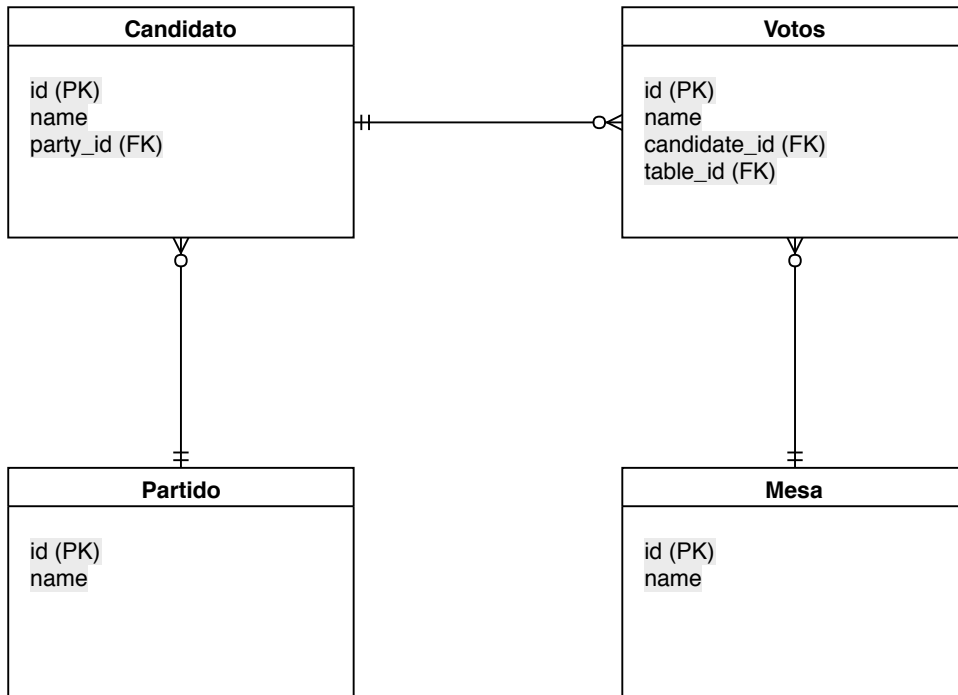 Candidato
id (PK)
name
party_id (FK)
Votos
id (PK)
name
candidate_id (FK)
table_id (FK)
Partido
id (PK)
name
Mesa
id (PK)
name